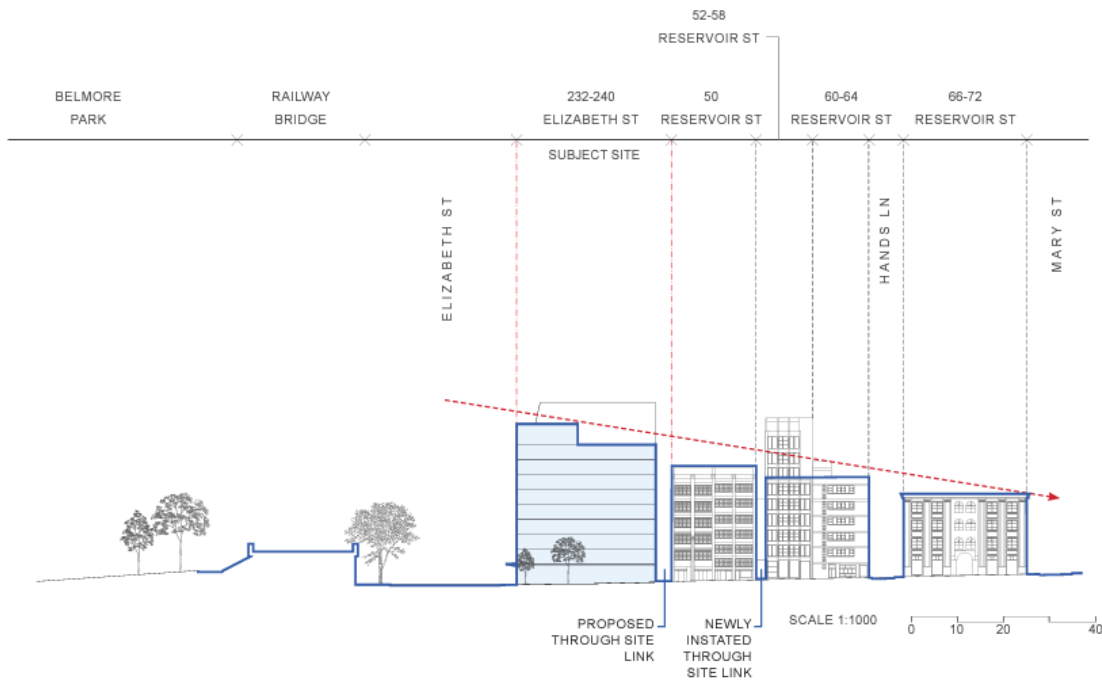 52-58
RESERVOIR ST
BELMORE
PARK
RAILWAY
BRIDGE
232-240
ELIZABETH ST
50
RESERVOIR ST
60-64
RESERVOIR ST
66-72
RESERVOIR ST
SUBJECT SITE
ELIZABETH ST
HANDS LN
MARY ST
PROPOSED
THROUGH SITE
LINK
NEWLY
INSTATED
THROUGH
SITE LINK
SCALE 1:1000
0 10 20 30 40